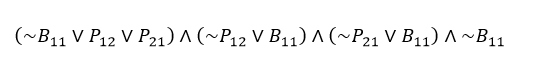 (~B₁₁ ∨ P₁₂ ∨ P₂₁) ∧ (~P₁₂ ∨ B₁₁) ∧ (~P₂₁ ∨ B₁₁) ∧ ~B₁₁